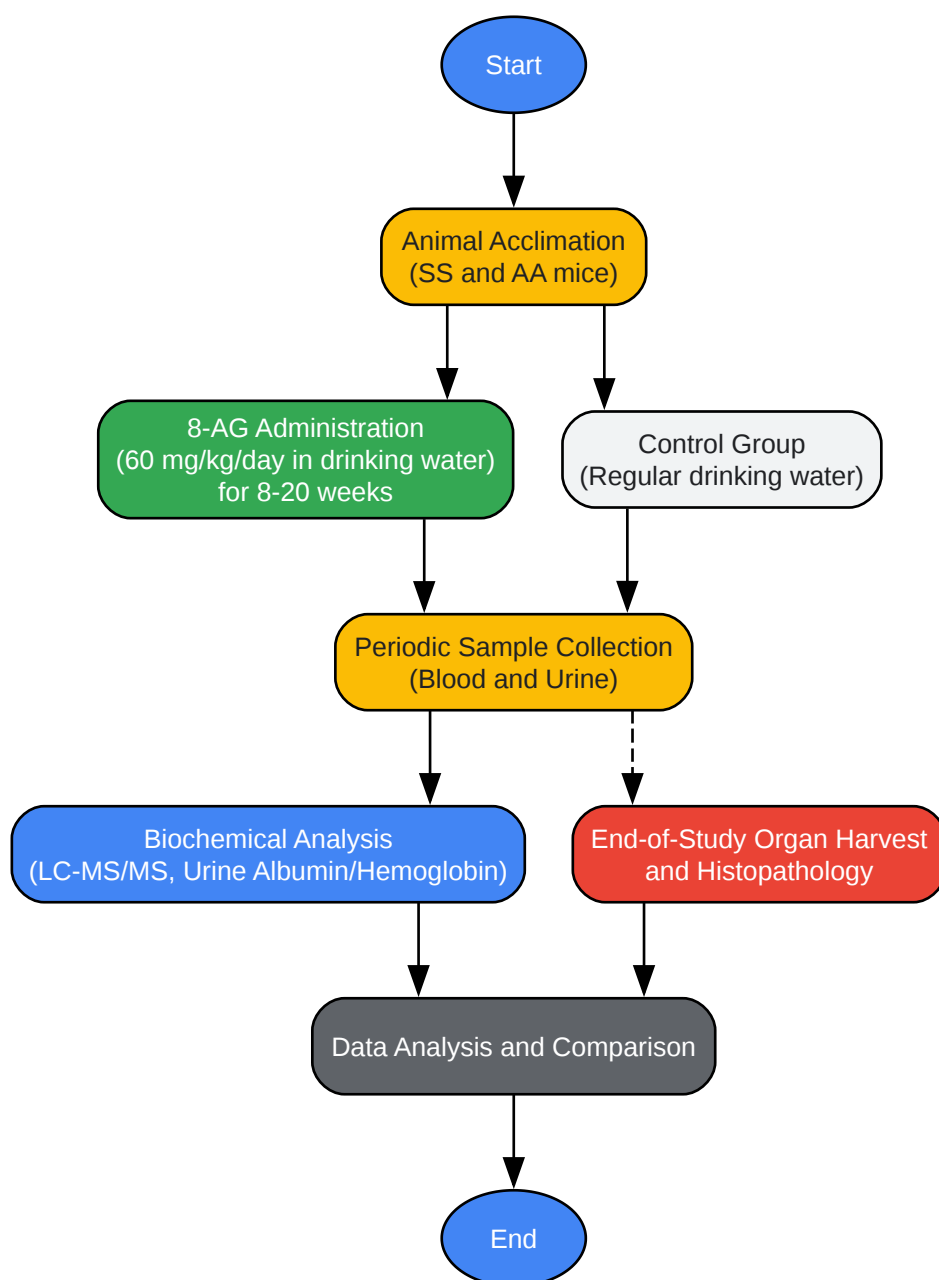 Start
Animal Acclimation
(SS and AA mice)
8-AG Administration
(60 mg/kg/day in drinking water)
for 8-20 weeks
Control Group
(Regular drinking water)
Periodic Sample Collection
(Blood and Urine)
Biochemical Analysis
(LC-MS/MS, Urine Albumin/Hemoglobin)
End-of-Study Organ Harvest
and Histopathology
Data Analysis and Comparison
End